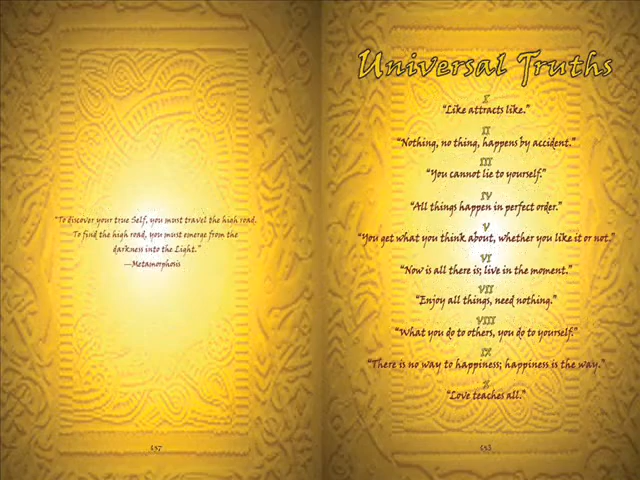 "To discover your true Self, you must travel the high road.
To find the high road, you must emerge from the
darkness into the Light."
—Metamorphosis
Universal Truths
I
"Like attracts like."
II
"Nothing, no thing, happens by accident."
III
"You cannot lie to yourself."
IV
"All things happen in perfect order."
V
"You get what you think about, whether you like it or not."
VI
"Now is all there is; live in the moment."
VII
"Enjoy all things, need nothing."
VIII
"What you do to others, you do to yourself."
IX
"There is no way to happiness; happiness is the way."
X
"Love teaches all."